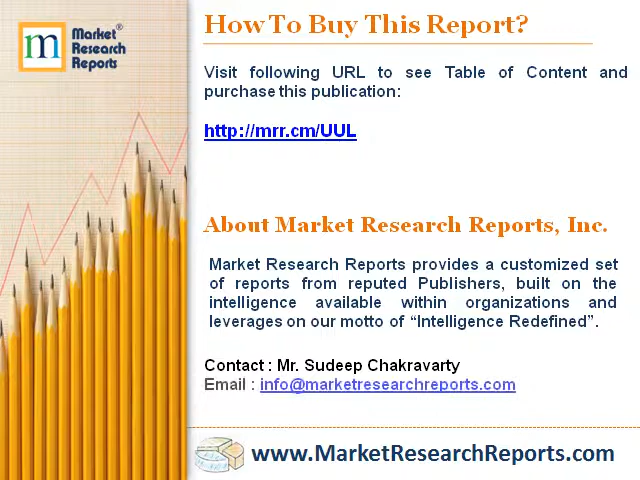 m
Market®
Research
Reports
How To Buy This Report?
Visit following URL to see Table of Content and
purchase this publication:
http://mrr.cm/UUL
About Market Research Reports, Inc.
Market Research Reports provides a customized set
of reports from reputed Publishers, built on the
intelligence available within organizations and
leverages on our motto of “Intelligence Redefined”.
Contact : Mr. Sudeep Chakravarty
Email : info@marketresearchreports.com
www.MarketResearchReports.com